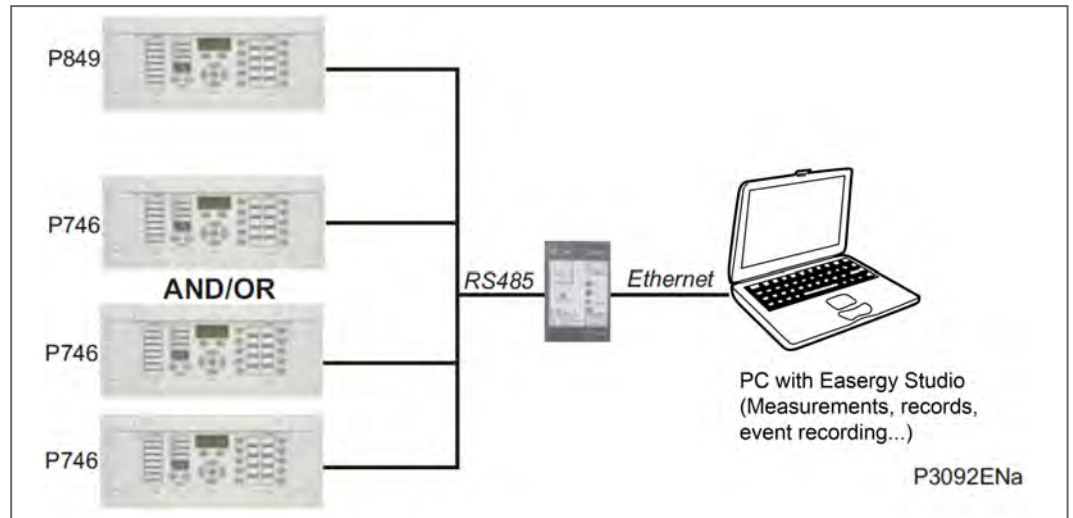 P849
P746
AND/OR
P746
P746
RS485
Ethernet
PC with Easergy Studio
(Measurements, records,
event recording...)
P3092ENa